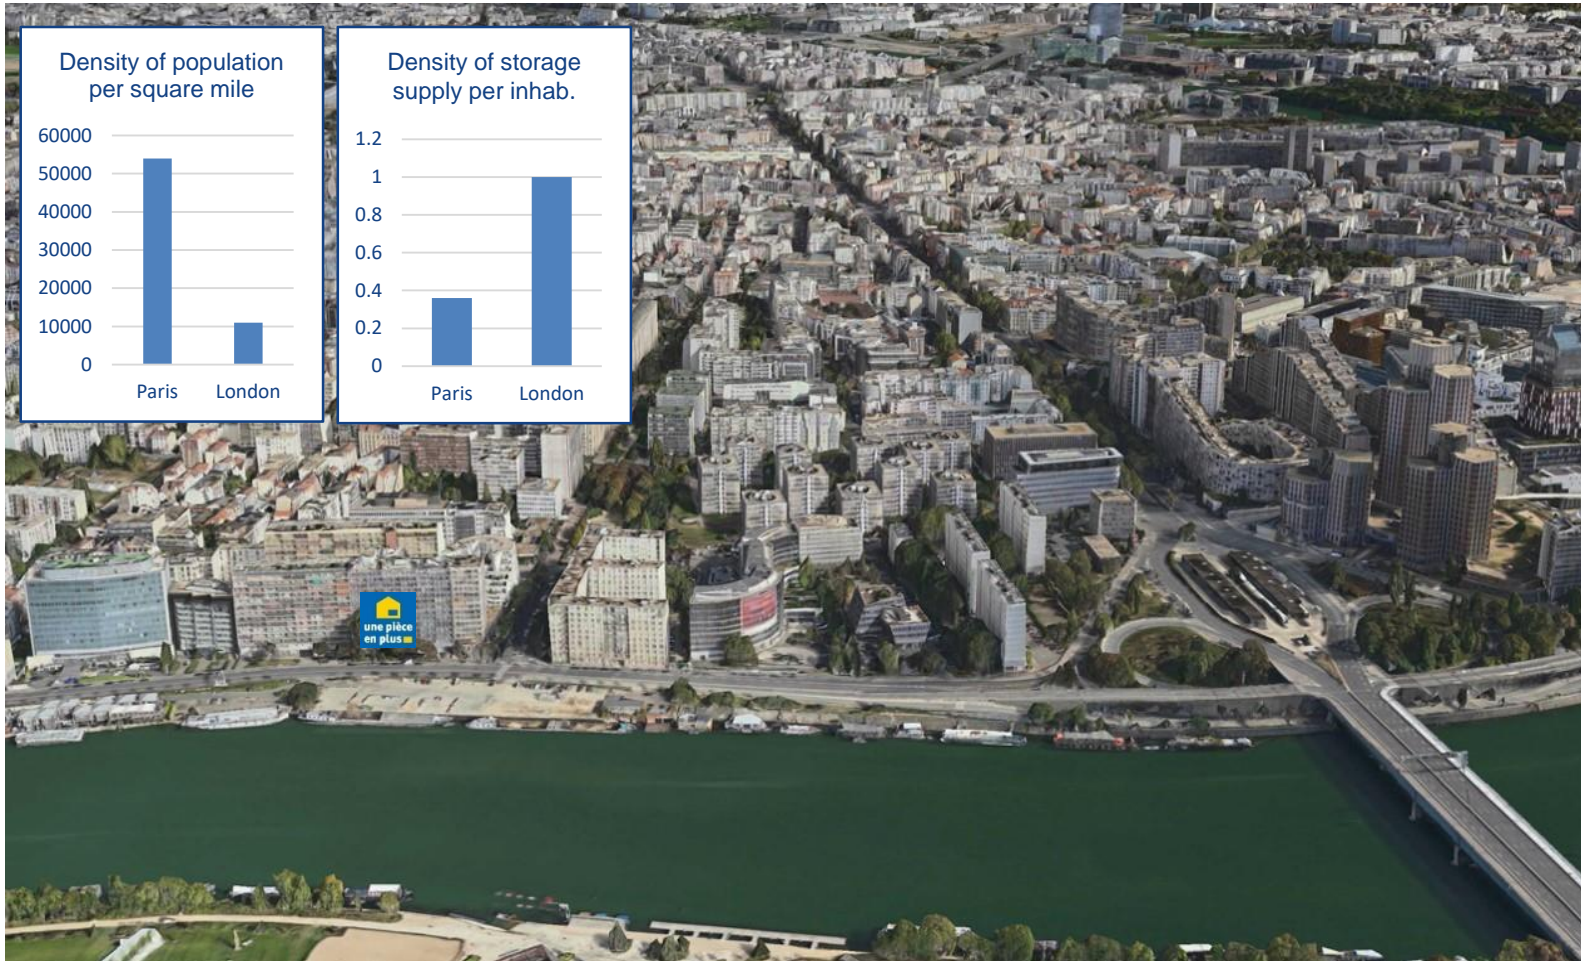 Density of population
per square mile
60000
50000
40000
30000
20000
10000
0
Paris London
Density of storage
supply per inhab.
1.2
1
0.8
0.6
0.4
0.2
0
Paris London
une pièce
en plus